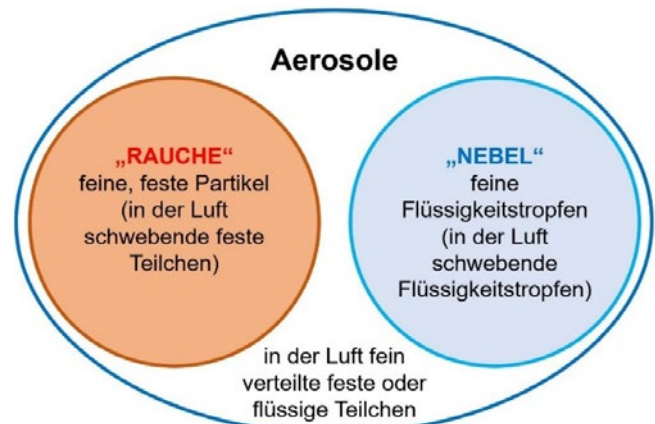 Aerosole
„RAUCHE“
feine, feste Partikel
(in der Luft
schwebende feste
Teilchen)
„NEBEL“
feine
Flüssigkeitstropfen
(in der Luft
schwebende
Flüssigkeitstropfen)
in der Luft fein
verteilte feste oder
flüssige Teilchen